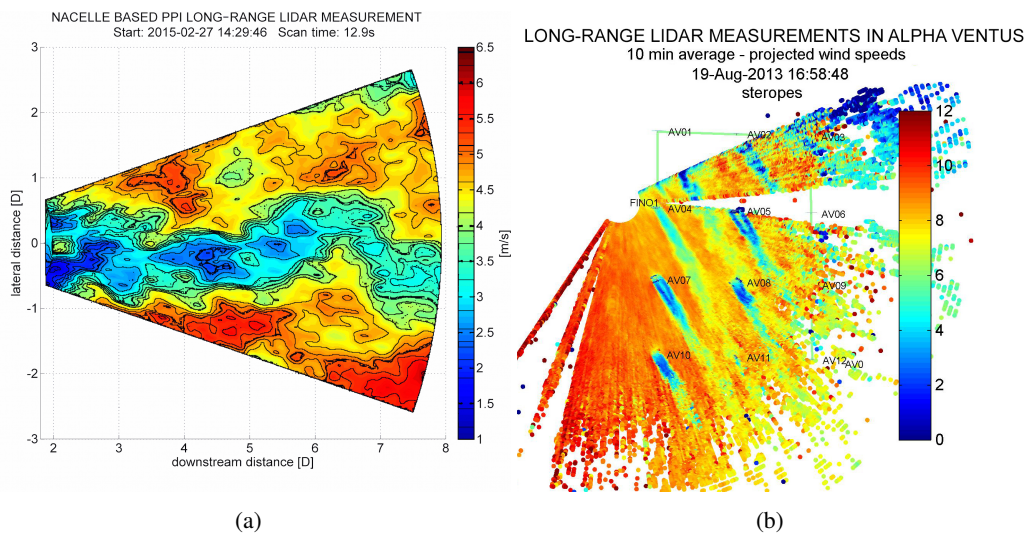 NACELLE BASED PPI LONG-RANGE LIDAR MEASUREMENT
Start: 2015-02-27 14:29:46 Scan time: 12.9s
3
2
1
0
-1
-2
-3
lateral distance [D]
2 3 4 5 6 7 8
downstream distance [D]
6.5
6
5.5
5
4.5
4
3.5
3
2.5
2
1.5
1
[m/s]
(a)
LONG-RANGE LIDAR MEASUREMENTS IN ALPHA VENTUS
10 min average - projected wind speeds
19-Aug-2013 16:58:48
steropes
AV01 AV02 AV03
FINO1 AV04 AV05 AV06
AV07 AV08 AV09
AV10 AV11 AV12 AV0
12
10
8
6
4
2
0
(b)